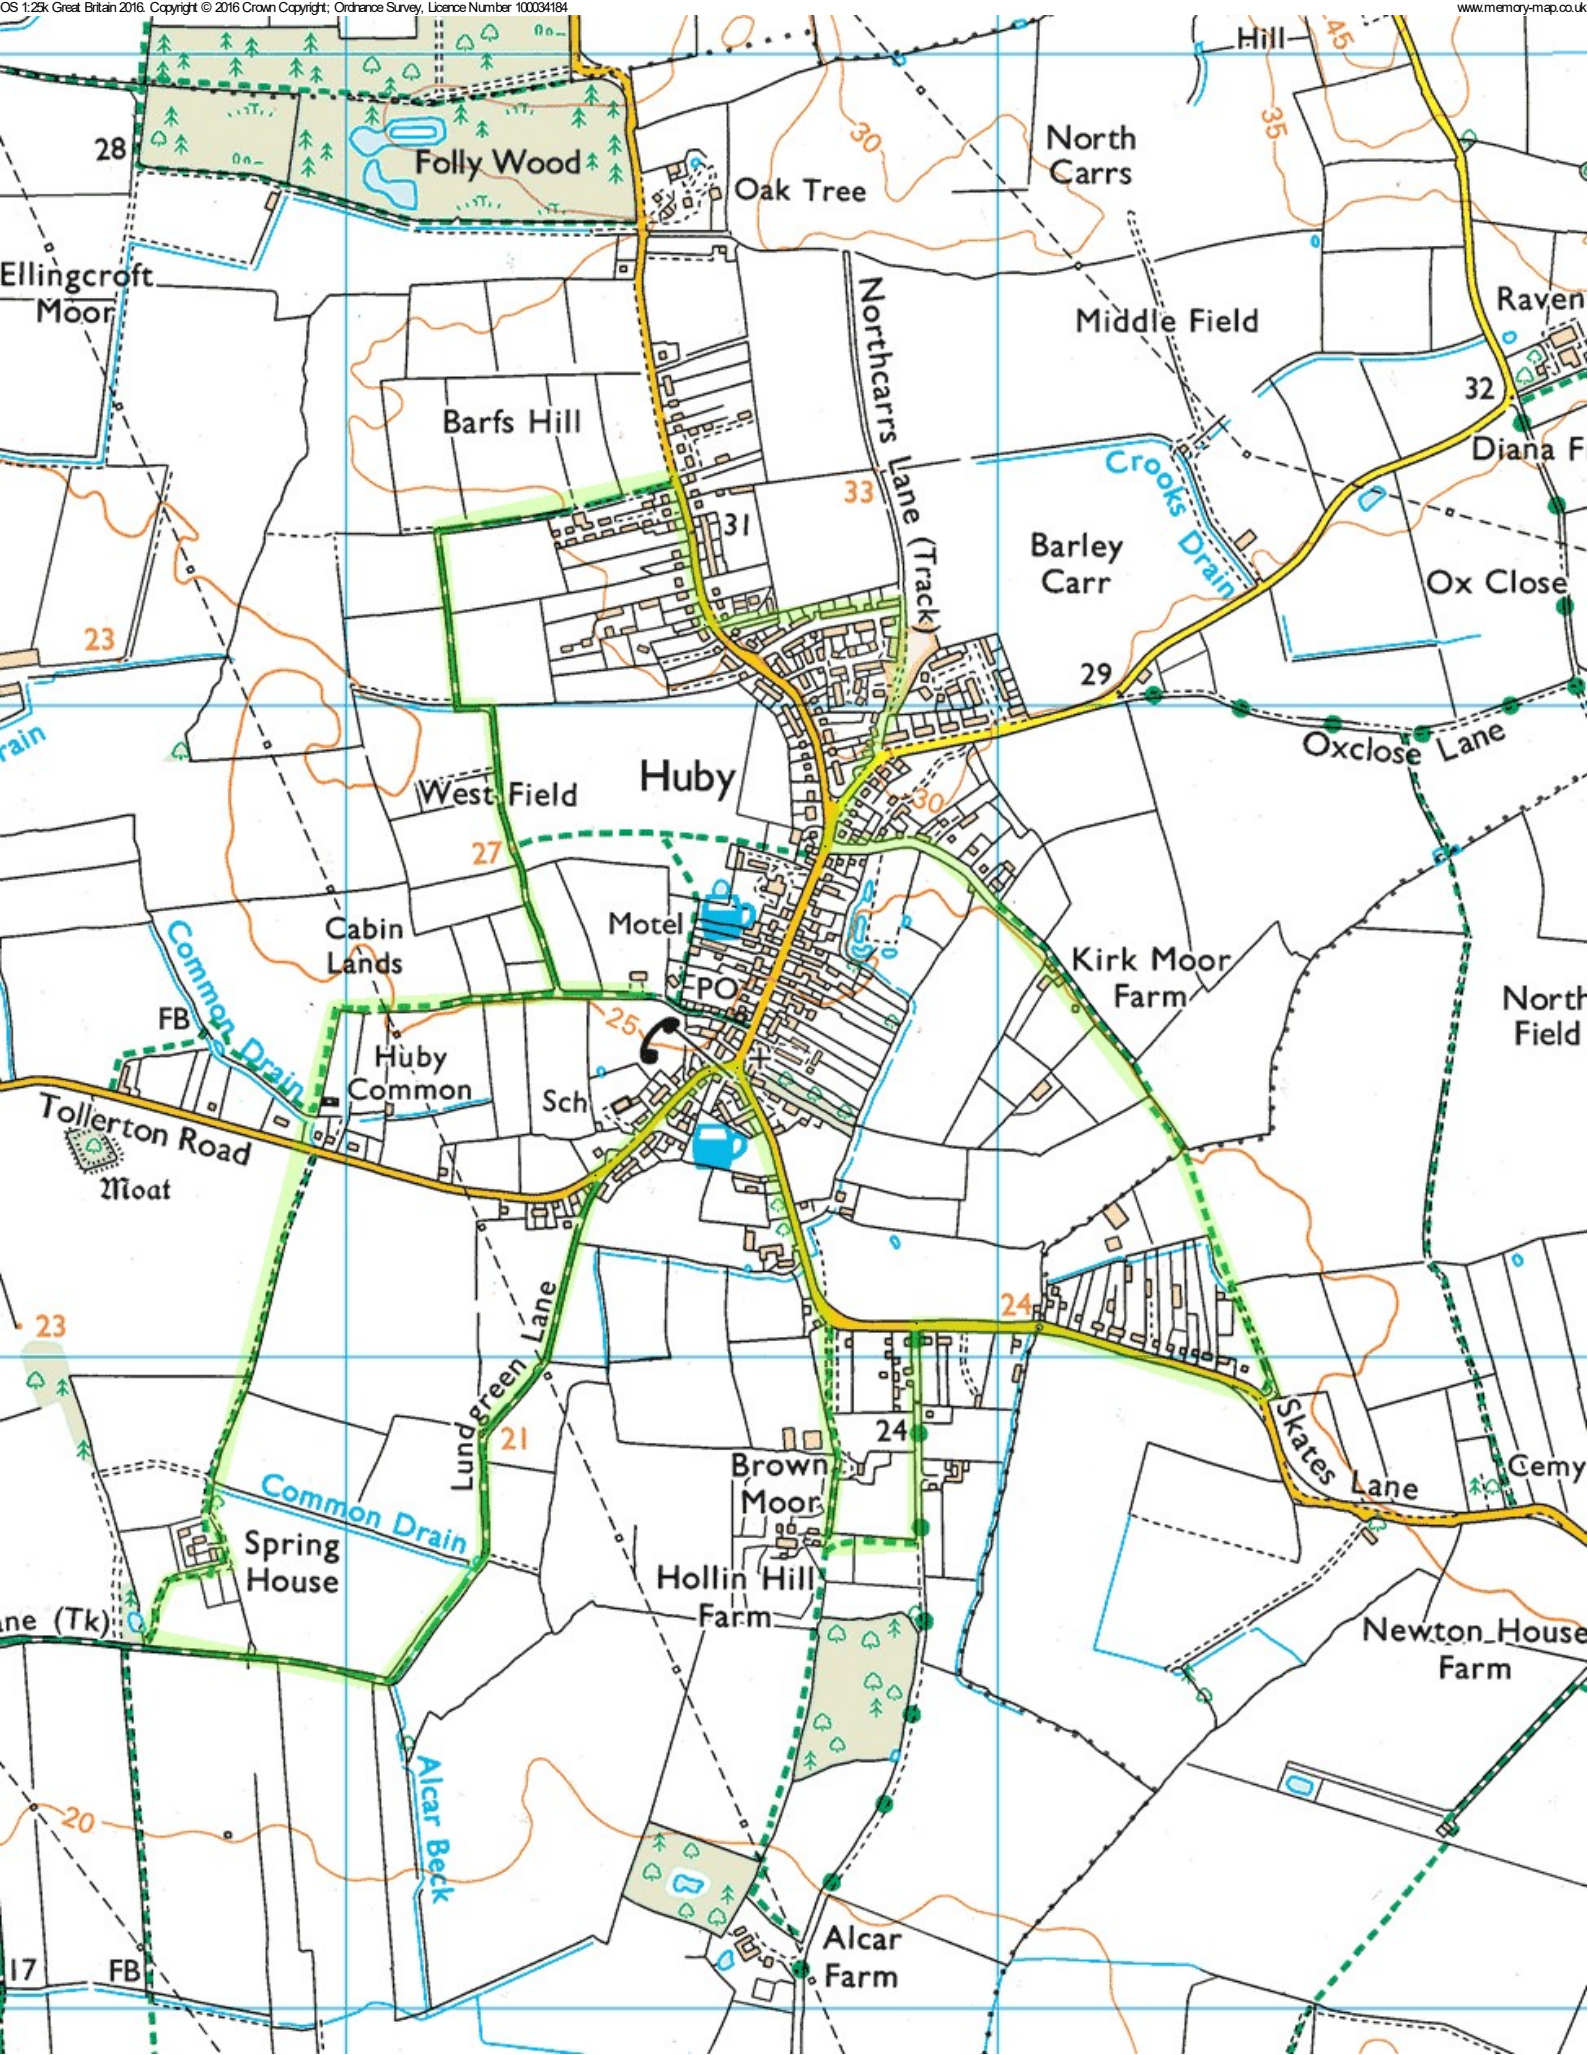 OS 1:25k Great Britain 2016. Copyright © 2016 Crown Copyright; Ordnance Survey, Licence Number 100034184
www.memory-map.co.uk
Hill
45
35
30
North
Carrs
28
Folly Wood
Oak Tree
Ellingcroft
Moor
Northcarrs Lane (Track)
Middle Field
Raven
32
Barfs Hill
Diana F
Crooks Drain
33
31
Barley
Carr
Ox Close
23
29
rain
Oxclose Lane
Huby
West Field
30
27
Motel
Cabin
Lands
Common Drain
Kirk Moor
Farm
PO
North
Field
FB
25
Huby
Common
Sch
Tollerton Road
Moat
23
Lundgreen Lane
24
21
24
Skates Lane
Brown
Moor
Cemy
Common Drain
Spring
House
Hollin Hill
Farm
ane (Tk)
Newton House
Farm
Alcar Beck
20
Alcar
Farm
17
FB